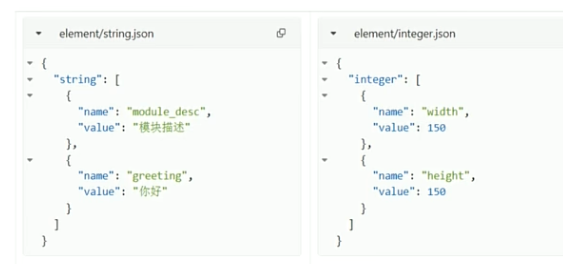 element/string.json
{
"string": [
{
"name": "module_desc",
"value": "模块描述"
},
{
"name": "greeting",
"value": "你好"
}
]
}
element/integer.json
{
"integer": [
{
"name": "width",
"value": 150
},
{
"name": "height",
"value": 150
}
]
}